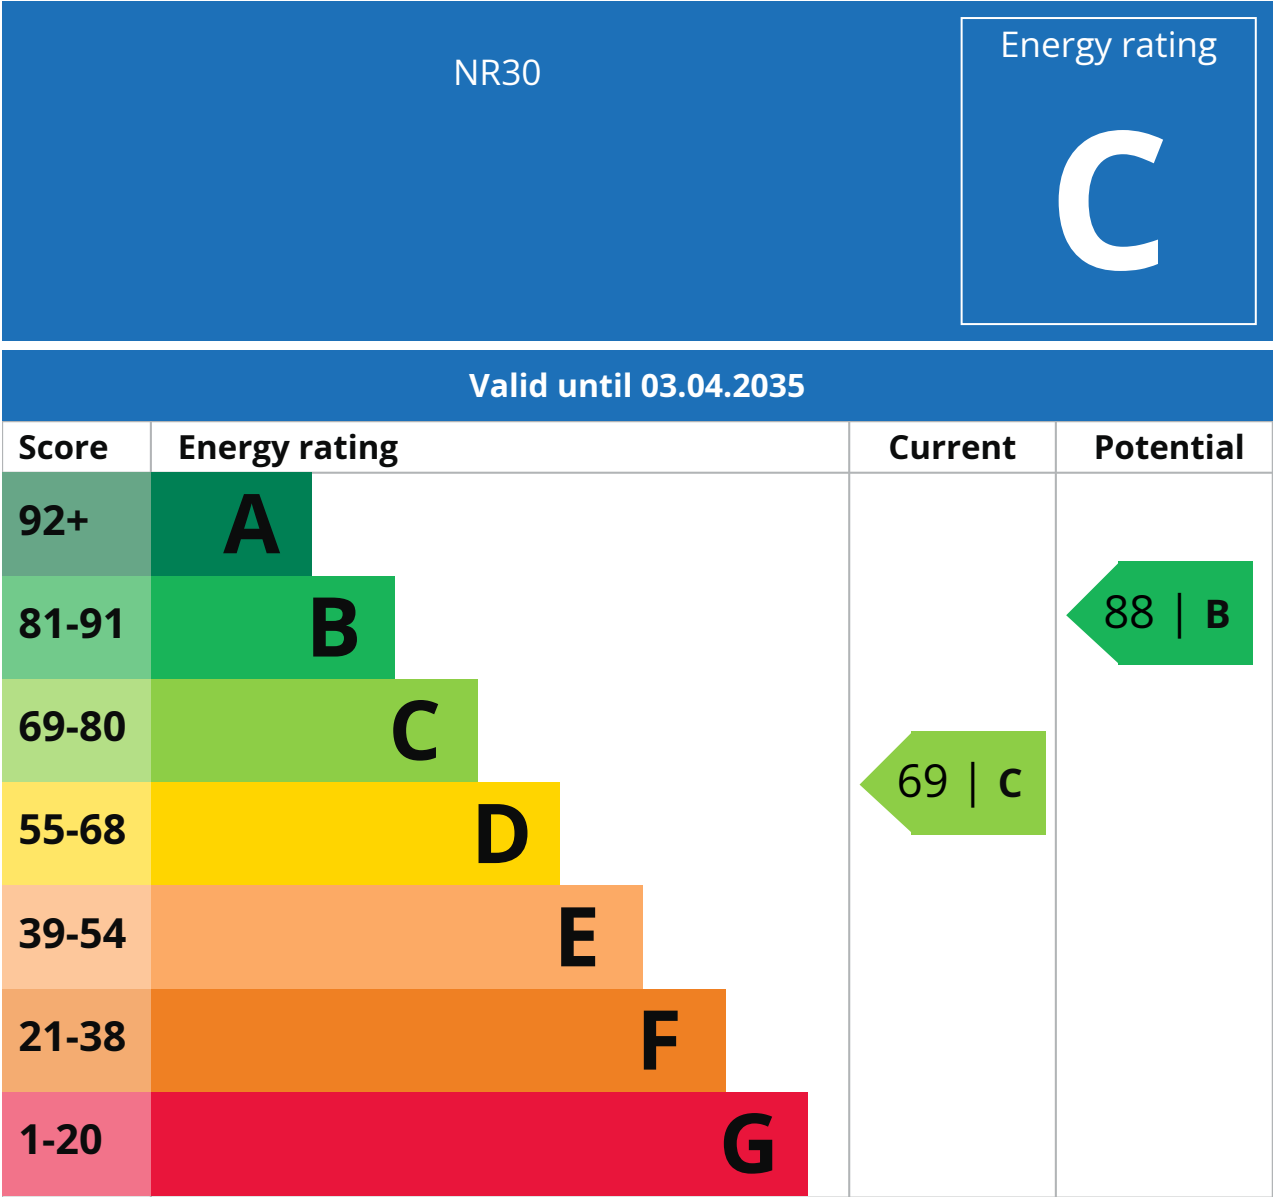 NR30
Energy rating
C
Valid until 03.04.2035
Score Energy rating Current Potential
92+ A
81-91 B 88 | B
69-80 C 69 | C
55-68 D
39-54 E
21-38 F
1-20 G